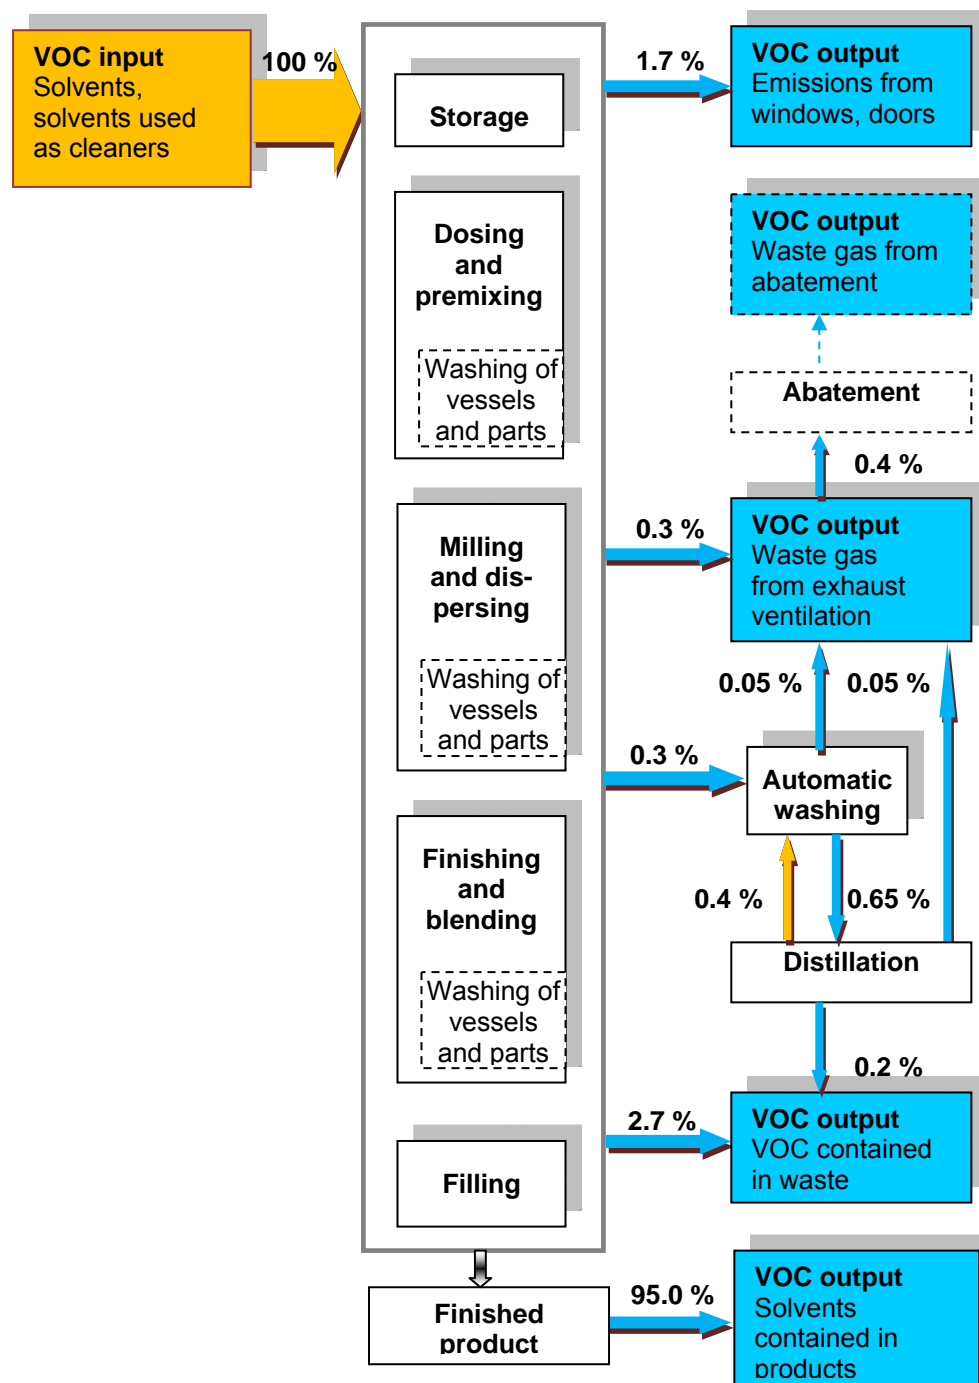 VOC input
Solvents,
solvents used
as cleaners
100 %
Storage
Dosing
and
premixing
Washing of
vessels
and parts
Milling
and dis-
persing
Washing of
vessels
and parts
Finishing
and
blending
Washing of
vessels
and parts
Filling
Finished
product
1.7 %
VOC output
Emissions from
windows, doors
VOC output
Waste gas from
abatement
Abatement
0.4 %
0.3 %
VOC output
Waste gas
from exhaust
ventilation
0.05 %
0.05 %
0.3 %
Automatic
washing
0.4 %
0.65 %
Distillation
0.2 %
2.7 %
VOC output
VOC contained
in waste
95.0 %
VOC output
Solvents
contained in
products